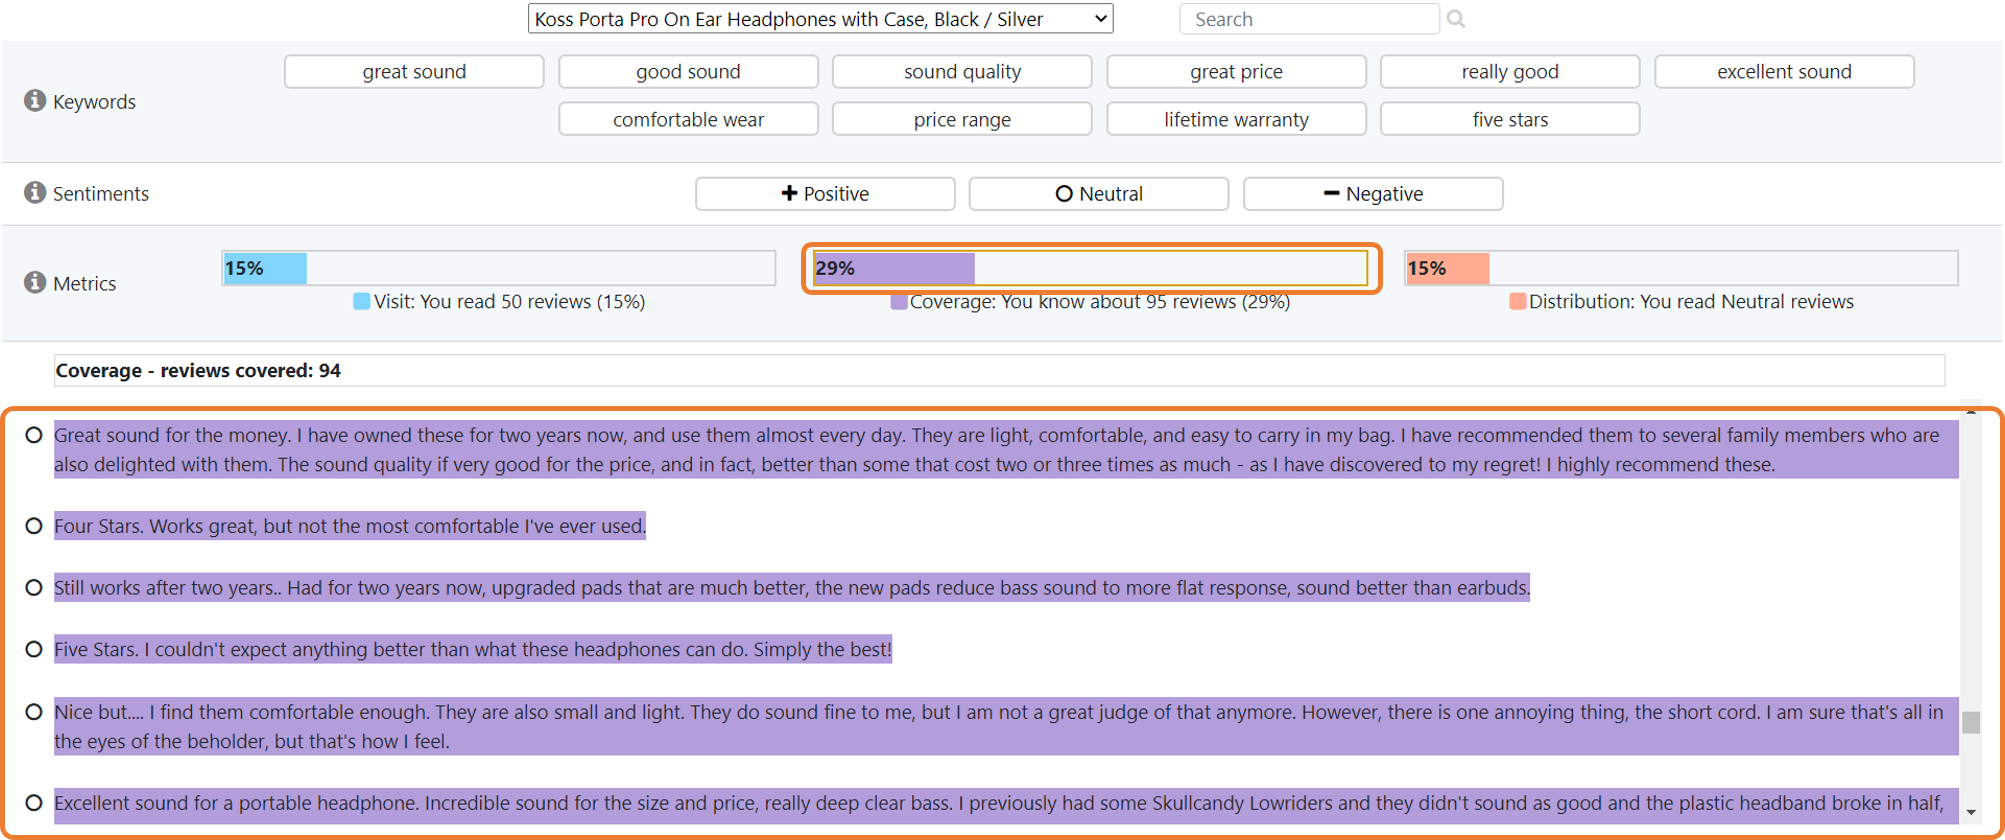 Koss Porta Pro On Ear Headphones with Case, Black / Silver
Search
Keywords
great sound
good sound
sound quality
great price
really good
excellent sound
comfortable wear
price range
lifetime warranty
five stars
Sentiments
Positive
Neutral
Negative
Metrics
15%
29%
15%
Visit: You read 50 reviews (15%)
Coverage: You know about 95 reviews (29%)
Distribution: You read Neutral reviews
Coverage - reviews covered: 94
Great sound for the money. I have owned these for two years now, and use them almost every day. They are light, comfortable, and easy to carry in my bag. I have recommended them to several family members who are
also delighted with them. The sound quality if very good for the price, and in fact, better than some that cost two or three times as much - as I have discovered to my regret! I highly recommend these.
Four Stars. Works great, but not the most comfortable I've ever used.
Still works after two years.. Had for two years now, upgraded pads that are much better, the new pads reduce bass sound to more flat response, sound better than earbuds.
Five Stars. I couldn't expect anything better than what these headphones can do. Simply the best!
Nice but.... I find them comfortable enough. They are also small and light. They do sound fine to me, but I am not a great judge of that anymore. However, there is one annoying thing, the short cord. I am sure that's all in
the eyes of the beholder, but that's how I feel.
Excellent sound for a portable headphone. Incredible sound for the size and price, really deep clear bass. I previously had some Skullcandy Lowriders and they didn't sound as good and the plastic headband broke in half,